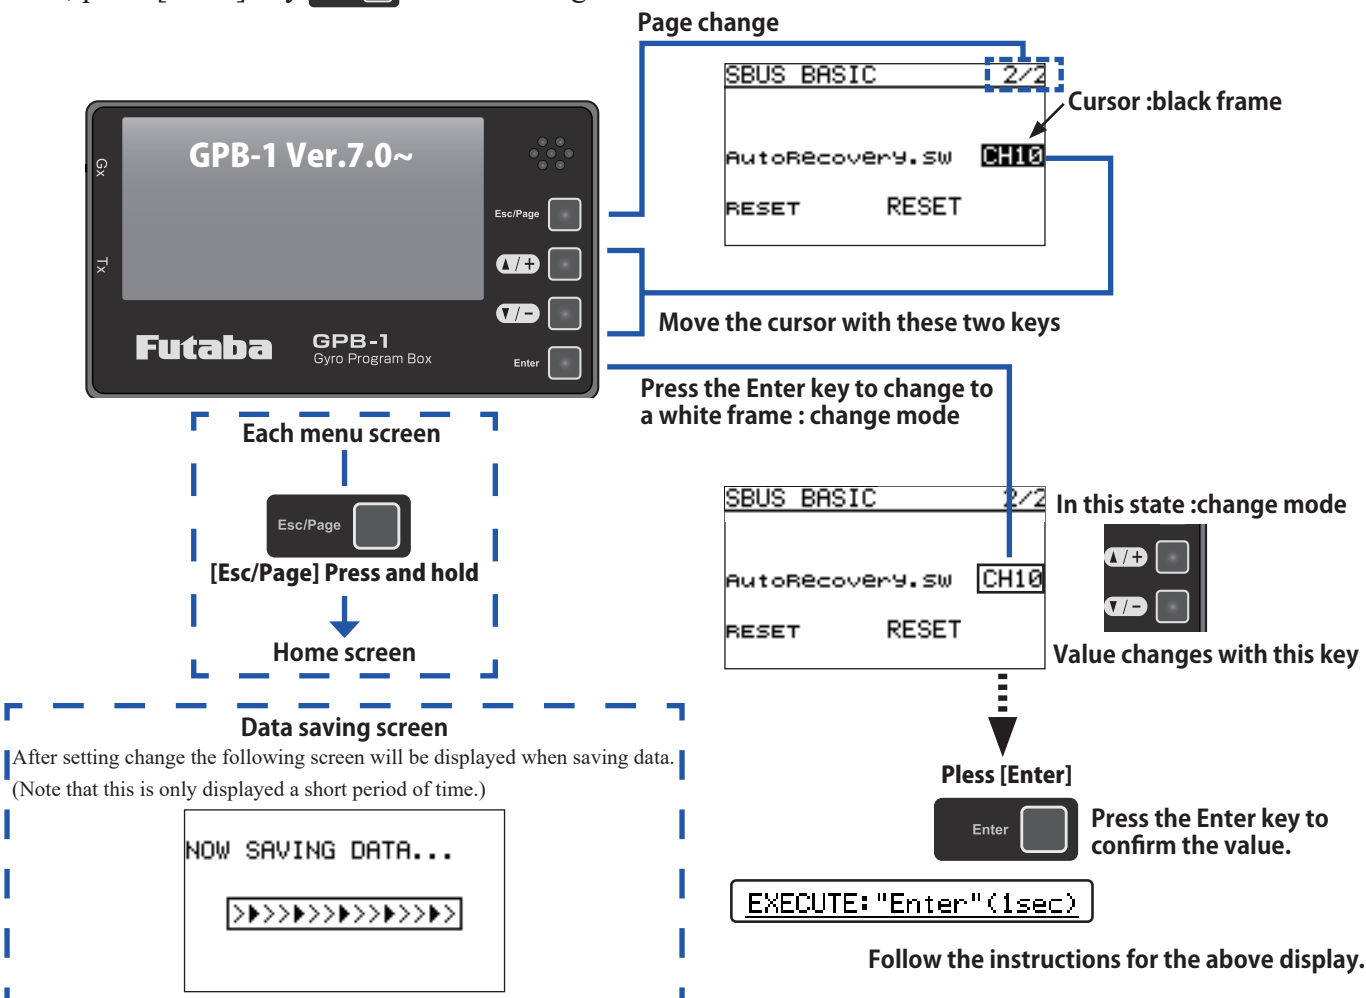 Page change
SBUS BASIC 2/2
Cursor :black frame
AutoRecovery.sw CH10
RESET RESET
GPB-1 Ver.7.0~
Gx
Tx
Esc/Page
▲/+
▼/-
Enter
Futaba
GPB-1
Gyro Program Box
Move the cursor with these two keys
Press the Enter key to change to
a white frame : change mode
Each menu screen
Esc/Page
[Esc/Page] Press and hold
Home screen
SBUS BASIC 2/2
AutoRecovery.sw CH10
RESET RESET
In this state :change mode
▲/+
▼/-
Value changes with this key
Pless [Enter]
Enter
Press the Enter key to
confirm the value.
EXECUTE:"Enter"(1sec)
Follow the instructions for the above display.
Data saving screen
After setting change the following screen will be displayed when saving data.
(Note that this is only displayed a short period of time.)
NOW SAVING DATA...